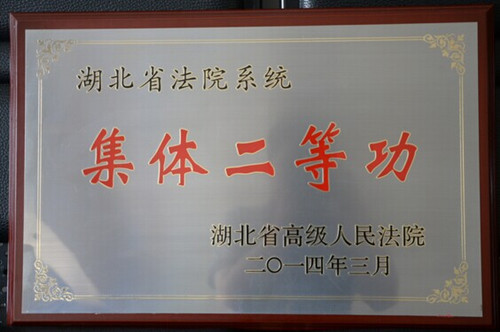 湖北省法院系统
集体二等功
湖北省高级人民法院
二〇一四年三月